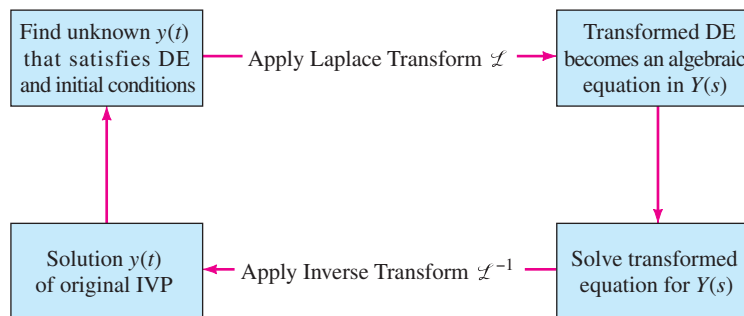 Find unknown y(t)
that satisfies DE
and initial conditions
Apply Laplace Transform ℒ
Transformed DE
becomes an algebraic
equation in Y(s)
Solution y(t)
of original IVP
Apply Inverse Transform ℒ⁻¹
Solve transformed
equation for Y(s)